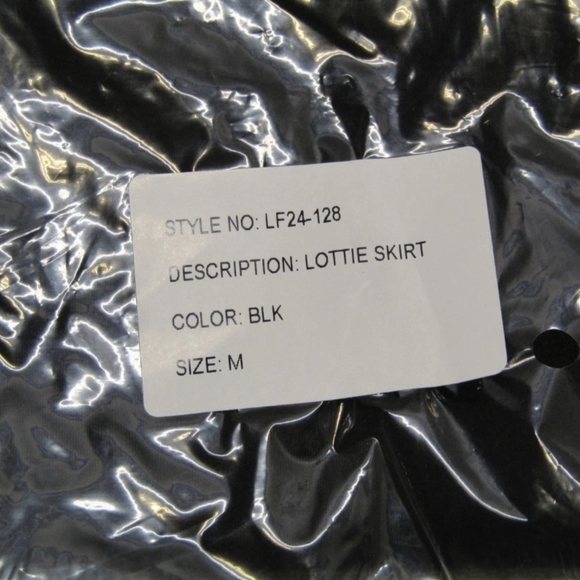 STYLE NO: LF24-128
DESCRIPTION: LOTTIE SKIRT
COLOR: BLK
SIZE: M